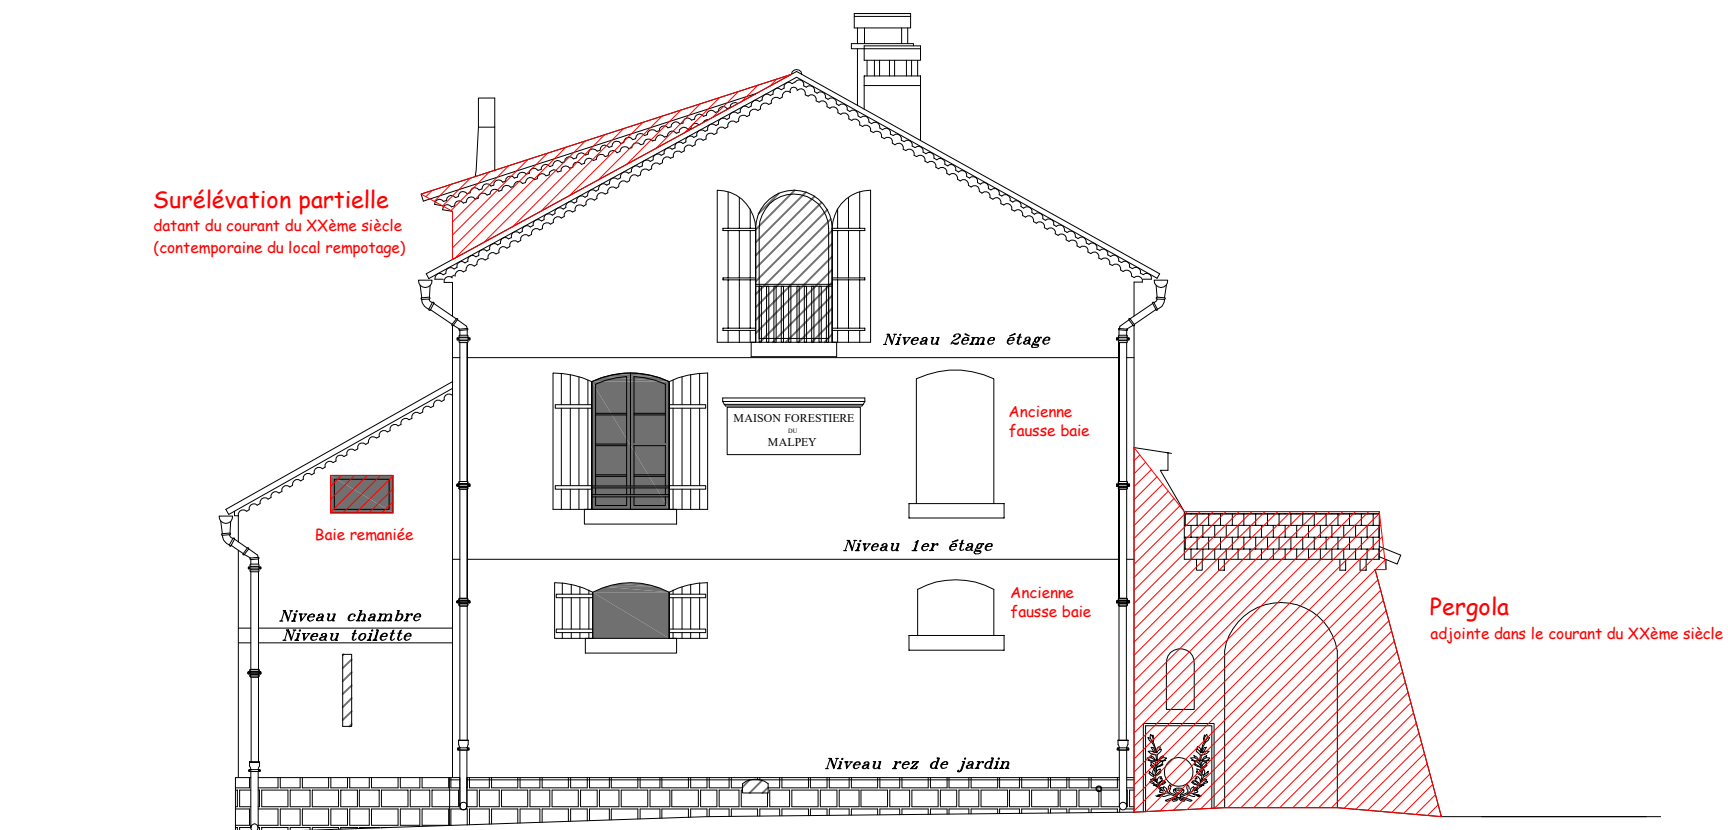 Surélévation partielle
datant du courant du XXème siècle
(contemporaine du local rempotage)
Niveau 2ème étage
MAISON FORESTIERE
DU
MALPEY
Ancienne
fausse baie
Baie remaniée
Niveau 1er étage
Ancienne
fausse baie
Niveau chambre
Niveau toilette
Pergola
adjointe dans le courant du XXème siècle
Niveau rez de jardin